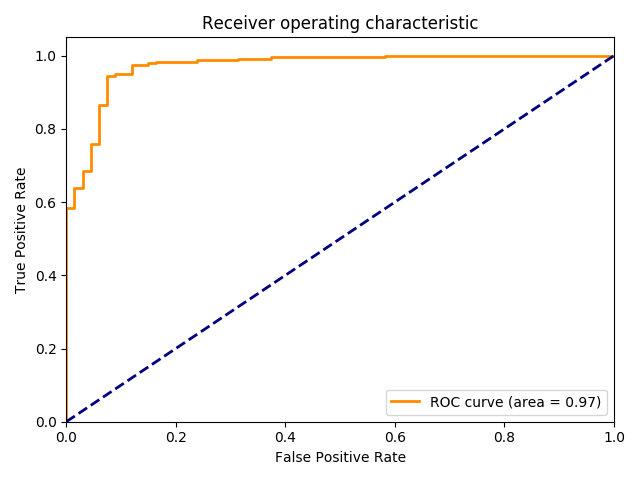 Receiver operating characteristic
1.0
0.8
0.6
0.4
0.2
0.0
True Positive Rate
ROC curve (area = 0.97)
0.0 0.2 0.4 0.6 0.8 1.0
False Positive Rate